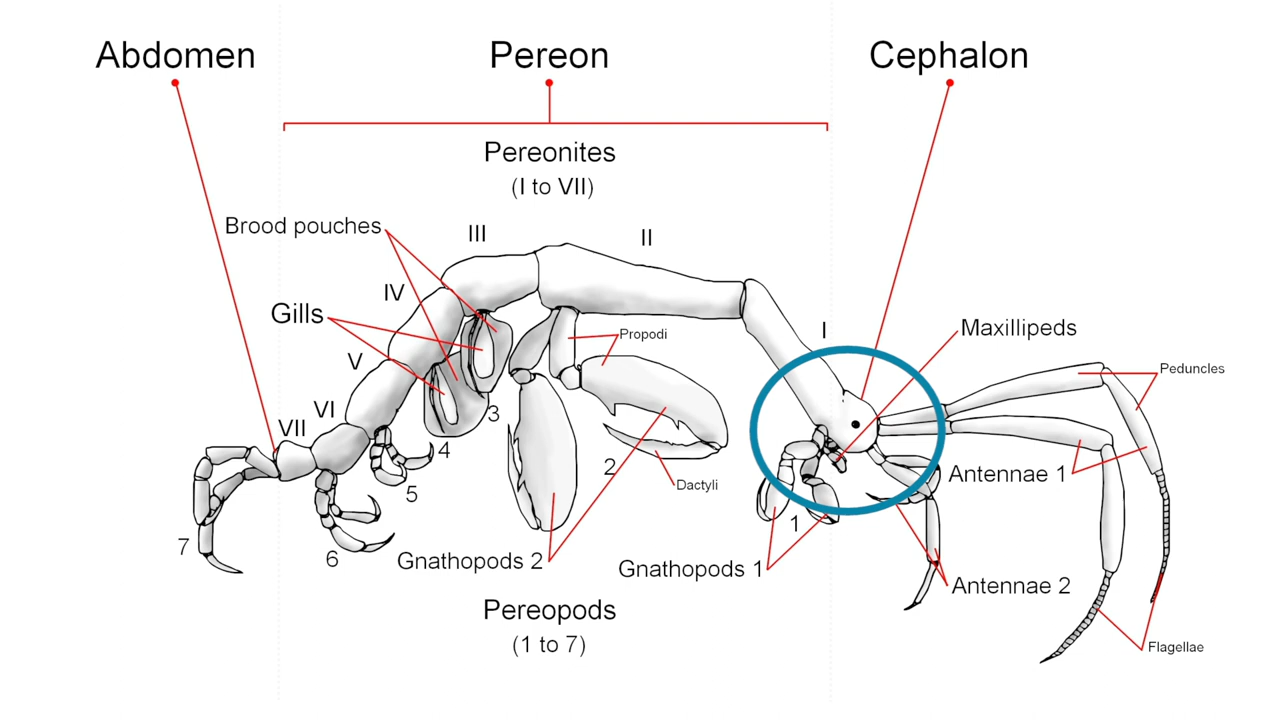 Abdomen
Pereon
Cephalon
Pereonites
(I to VII)
Brood pouches
III
II
IV
Gills
I
Maxillipeds
Propodi
V
Peduncles
VI
3
VII
4
2
Antennae 1
5
Dactyli
1
7
6
Gnathopods 2
Gnathopods 1
Antennae 2
Pereopods
(1 to 7)
Flagellae